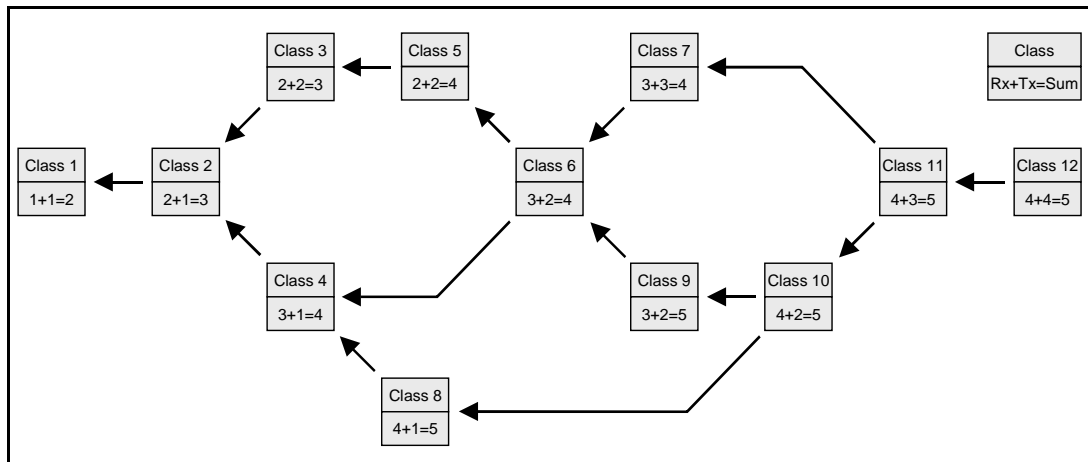 Class 3
2+2=3
Class 5
2+2=4
Class 7
3+3=4
Class
Rx+Tx=Sum
Class 1
1+1=2
Class 2
2+1=3
Class 6
3+2=4
Class 11
4+3=5
Class 12
4+4=5
Class 4
3+1=4
Class 9
3+2=5
Class 10
4+2=5
Class 8
4+1=5